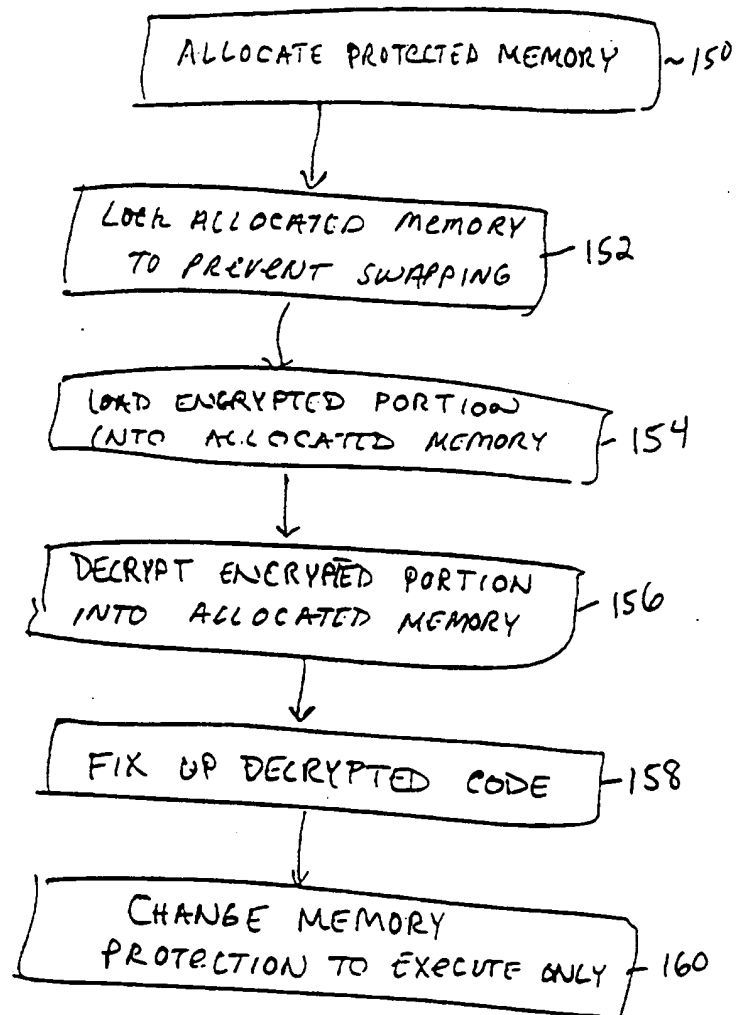 ALLOCATE PROTECTED MEMORY ~150
LOCK ALLOCATED MEMORY
TO PREVENT SWAPPING 152
LOAD ENCRYPTED PORTION
INTO ALLOCATED MEMORY 154
DECRYPT ENCRYPTED PORTION
INTO ALLOCATED MEMORY 156
FIX UP DECRYPTED CODE 158
CHANGE MEMORY
PROTECTION TO EXECUTE ONLY 160